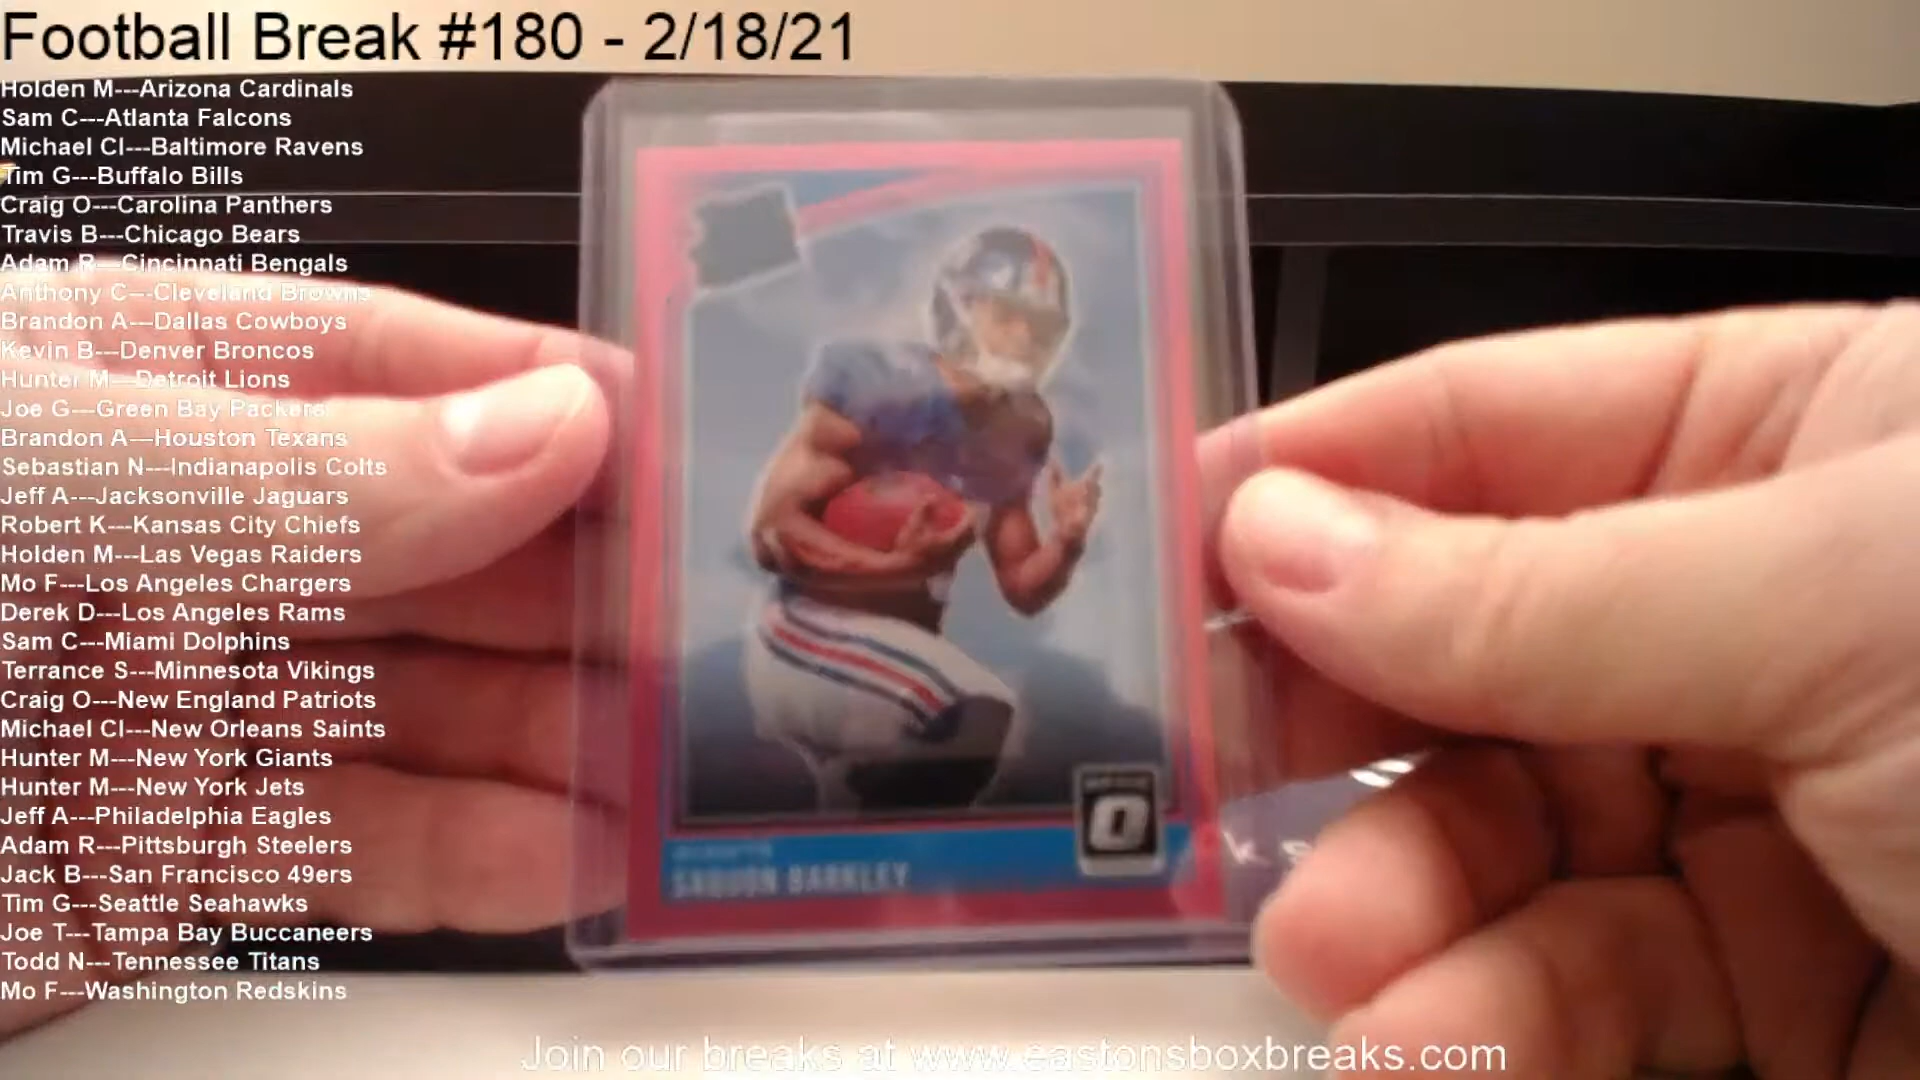 Football Break #180 - 2/18/21
Holden M---Arizona Cardinals
Sam C---Atlanta Falcons
Michael Cl---Baltimore Ravens
Tim G---Buffalo Bills
Craig O---Carolina Panthers
Travis B---Chicago Bears
Adam R---Cincinnati Bengals
Anthony C---Cleveland Browns
Brandon A---Dallas Cowboys
Kevin B---Denver Broncos
Hunter M---Detroit Lions
Joe G---Green Bay Packers
Brandon A---Houston Texans
Sebastian N---Indianapolis Colts
Jeff A---Jacksonville Jaguars
Robert K---Kansas City Chiefs
Holden M---Las Vegas Raiders
Mo F---Los Angeles Chargers
Derek D---Los Angeles Rams
Sam C---Miami Dolphins
Terrance S---Minnesota Vikings
Craig O---New England Patriots
Michael Cl---New Orleans Saints
Hunter M---New York Giants
Hunter M---New York Jets
Jeff A---Philadelphia Eagles
Adam R---Pittsburgh Steelers
Jack B---San Francisco 49ers
Tim G---Seattle Seahawks
Joe T---Tampa Bay Buccaneers
Todd N---Tennessee Titans
Mo F---Washington Redskins
SAQUON BARKLEY
O
Join our breaks at www.eastonsboxbreaks.com